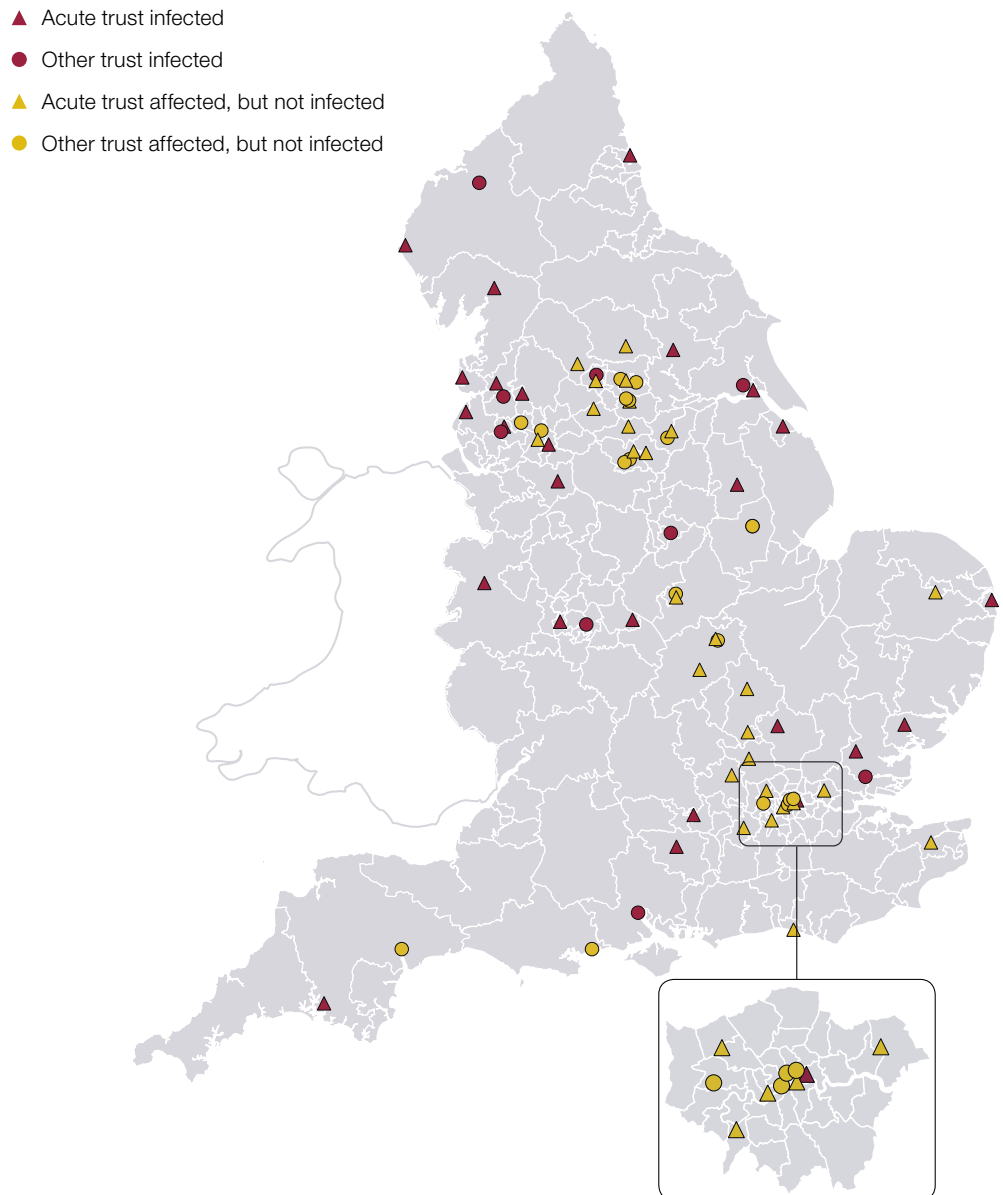 Acute trust infected
Other trust infected
Acute trust affected, but not infected
Other trust affected, but not infected